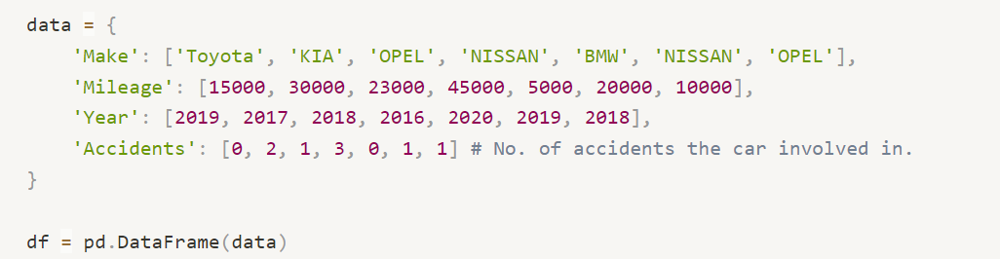 data = {
    'Make': ['Toyota', 'KIA', 'OPEL', 'NISSAN', 'BMW', 'NISSAN', 'OPEL'],
    'Mileage': [15000, 30000, 23000, 45000, 5000, 20000, 10000],
    'Year': [2019, 2017, 2018, 2016, 2020, 2019, 2018],
    'Accidents': [0, 2, 1, 3, 0, 1, 1] # No. of accidents the car involved in.
}
df = pd.DataFrame(data)